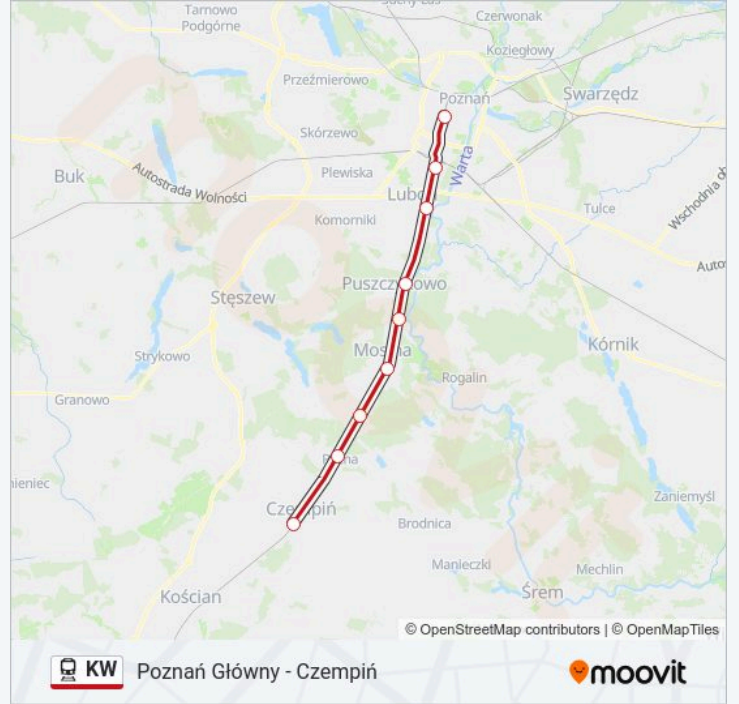 Tarnowo
Podgórne
Czerwonak
Koziegłowy
Przeźmierowo
Swarzędz
Poznań
Skórzewo
Warta
Plewiska
Buk
Autostrada Wolności
Luboń
Tulce
Komorniki
Puszczykowo
Stęszew
Mosina
Kórnik
Strykowo
Rogalin
Granowo
Czempiń
Zaniemyśl
Brodnica
Manieczki
Mechlin
Śrem
Kościan
© OpenStreetMap contributors | © OpenMapTiles
KW
Poznań Główny - Czempiń
moovit